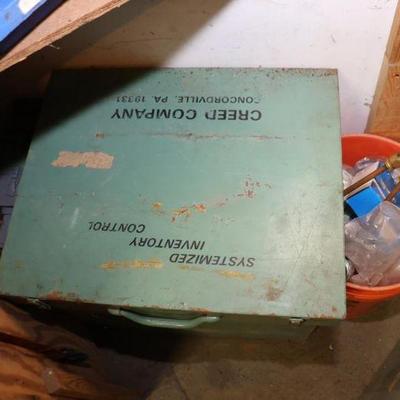 CREED COMPANY
CONCORDVILLE, PA. 19331
SYSTEMIZED
INVENTORY
CONTROL